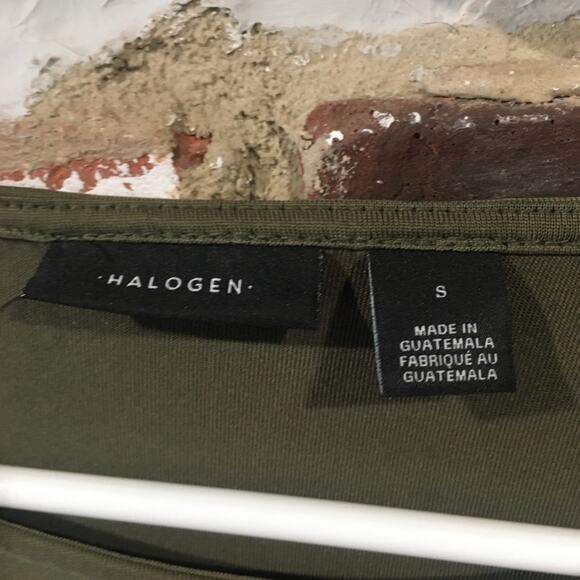 ·HALOGEN·
S
MADE IN
GUATEMALA
FABRIQUÉ AU
GUATEMALA